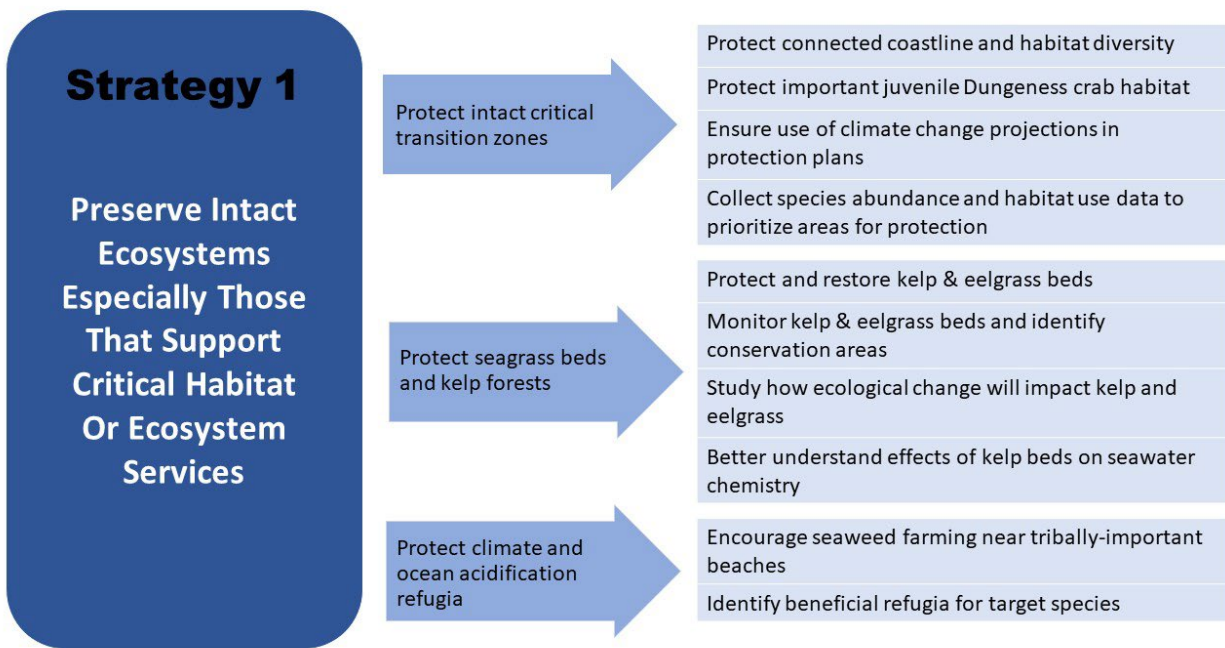 Strategy 1
Preserve Intact
Ecosystems
Especially Those
That Support
Critical Habitat
Or Ecosystem
Services
Protect intact critical
transition zones
Protect connected coastline and habitat diversity
Protect important juvenile Dungeness crab habitat
Ensure use of climate change projections in
protection plans
Collect species abundance and habitat use data to
prioritize areas for protection
Protect seagrass beds
and kelp forests
Protect and restore kelp & eelgrass beds
Monitor kelp & eelgrass beds and identify
conservation areas
Study how ecological change will impact kelp and
eelgrass
Better understand effects of kelp beds on seawater
chemistry
Protect climate and
ocean acidification
refugia
Encourage seaweed farming near tribally-important
beaches
Identify beneficial refugia for target species